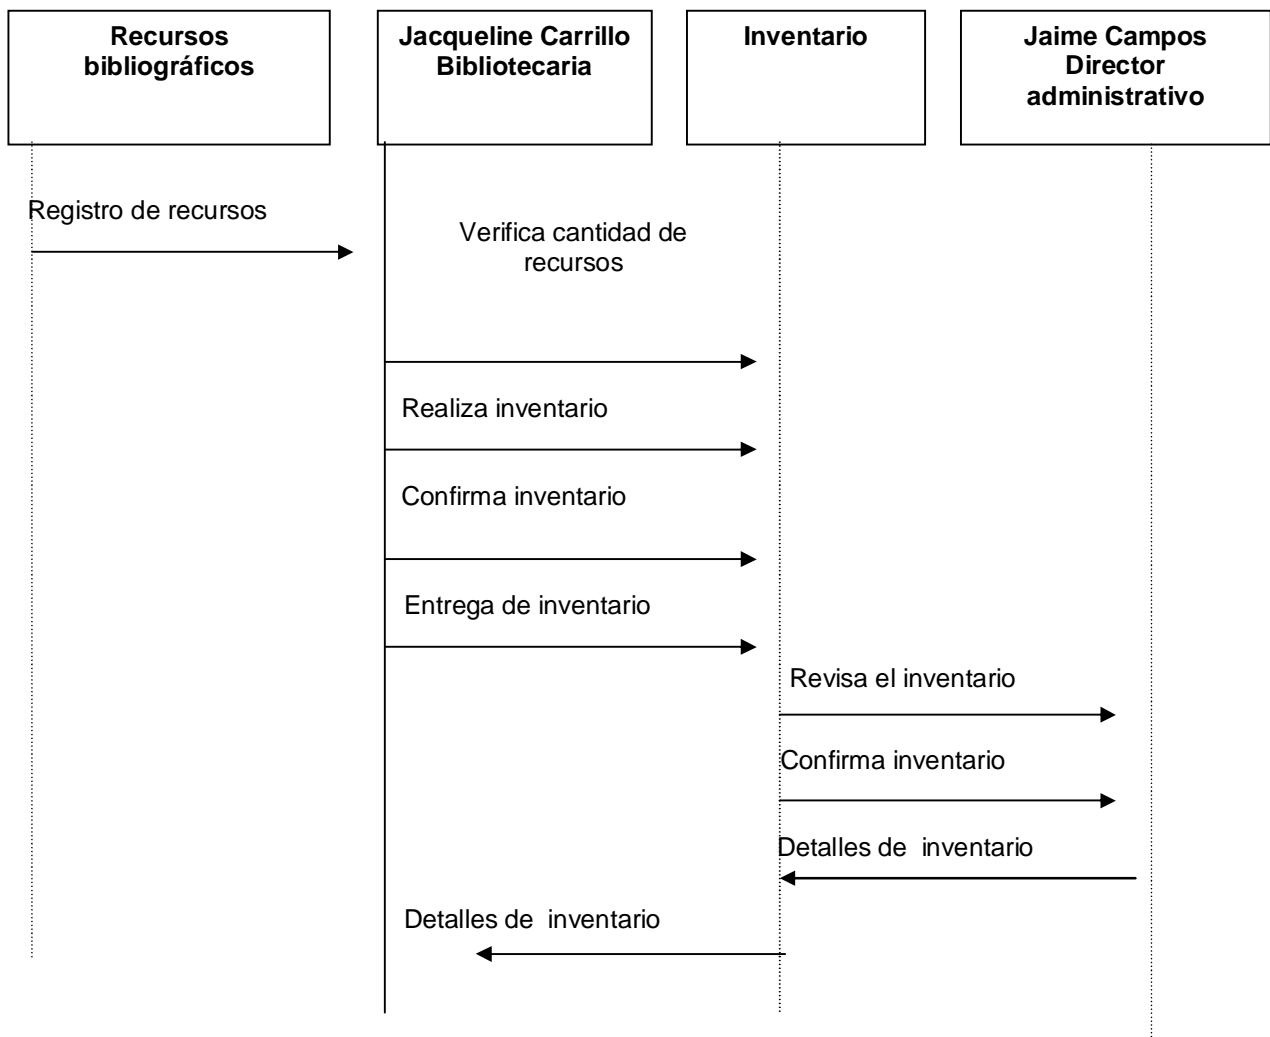 Recursos
bibliográficos
Jacqueline Carrillo
Bibliotecaria
Inventario
Jaime Campos
Director
administrativo
Registro de recursos
Verifica cantidad de
recursos
Realiza inventario
Confirma inventario
Entrega de inventario
Revisa el inventario
Confirma inventario
Detalles de  inventario
Detalles de  inventario